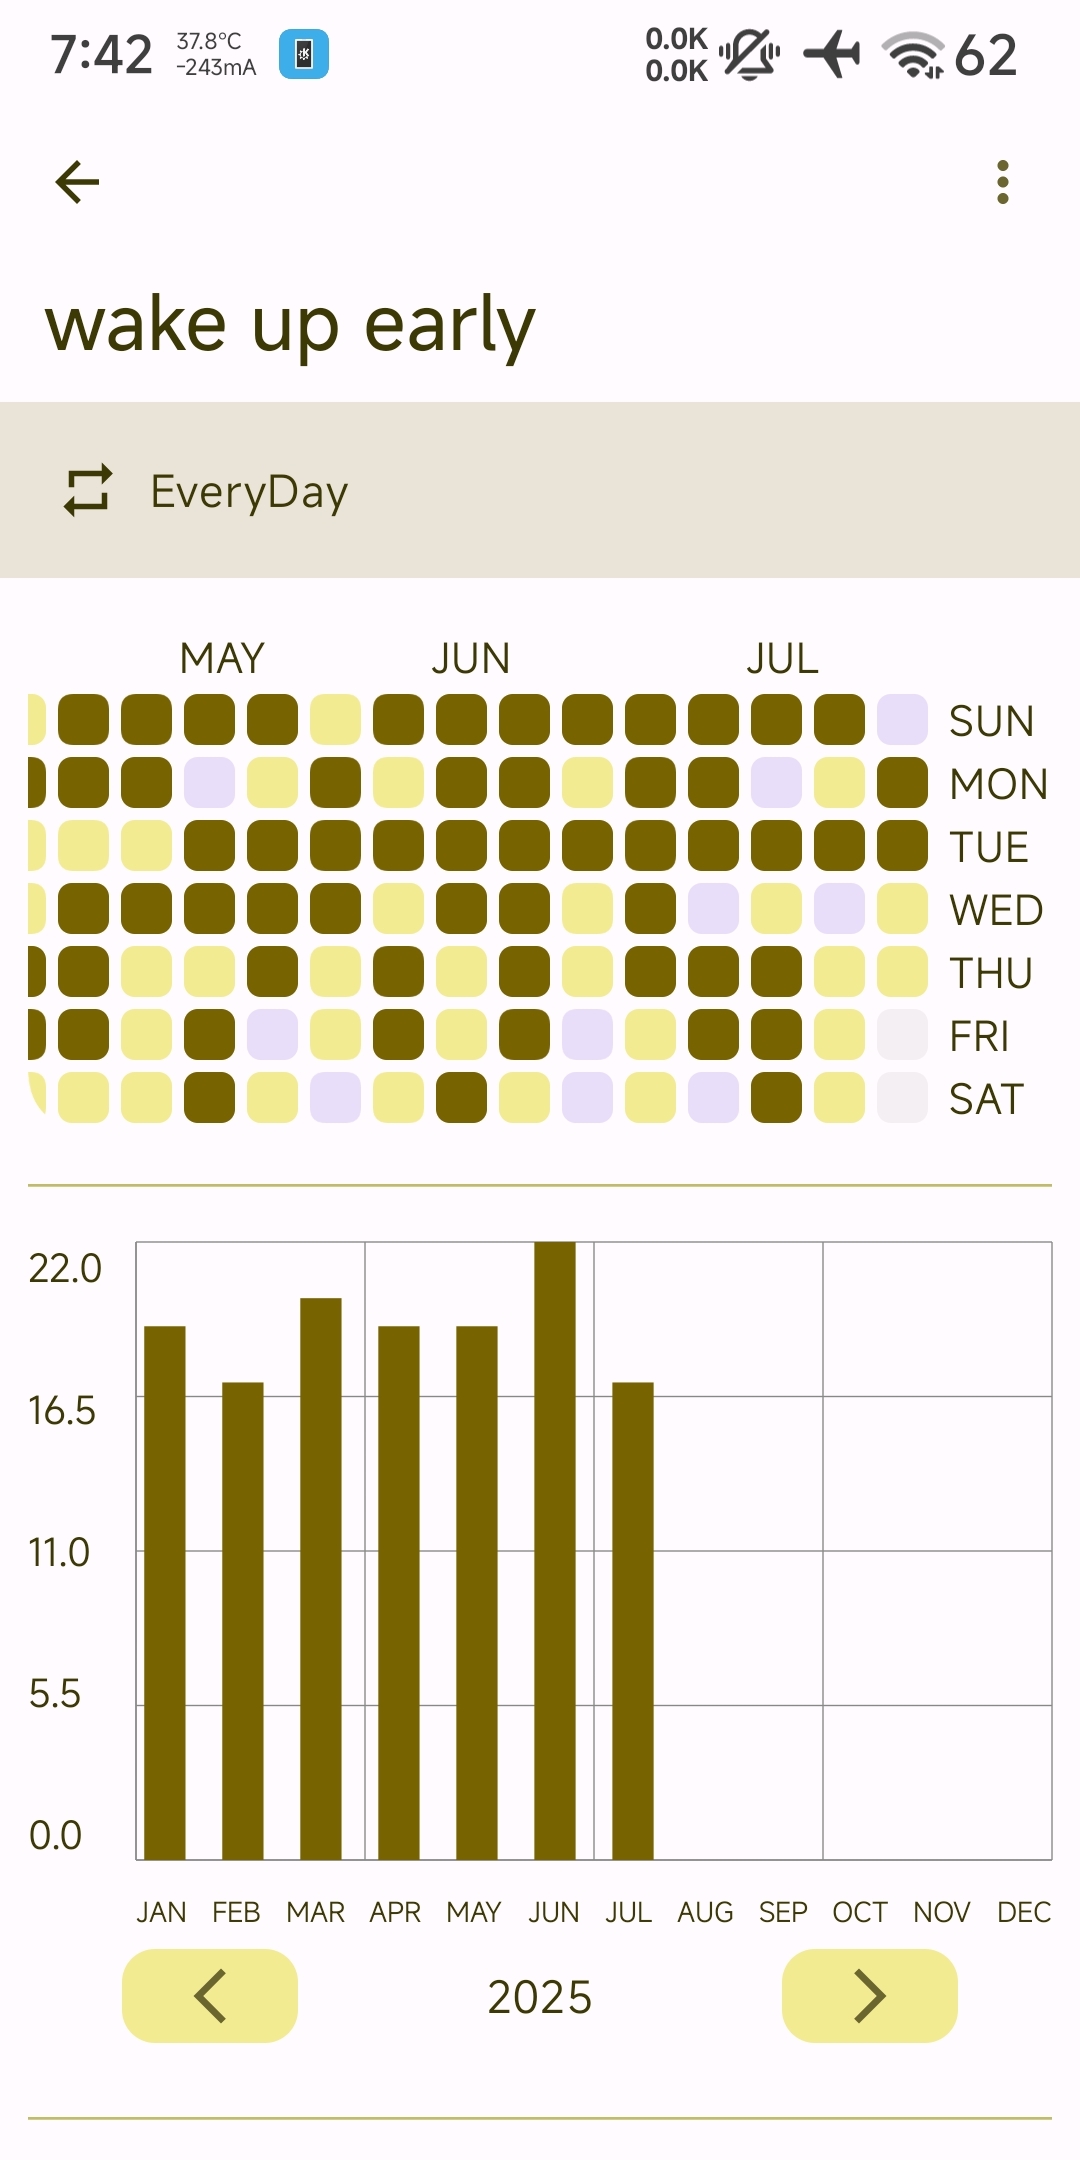 7:42 37.8°C 0.0K 62
-243mA 0.0K
wake up early
EveryDay
MAY JUN JUL
SUN
MON
TUE
WED
THU
FRI
SAT
22.0
16.5
11.0
5.5
0.0
JAN FEB MAR APR MAY JUN JUL AUG SEP OCT NOV DEC
2025